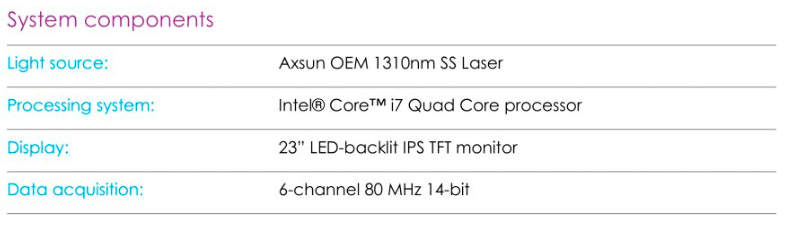 System components
Light source: Axsun OEM 1310nm SS Laser
Processing system: Intel® Core™ i7 Quad Core processor
Display: 23” LED-backlit IPS TFT monitor
Data acquisition: 6-channel 80 MHz 14-bit